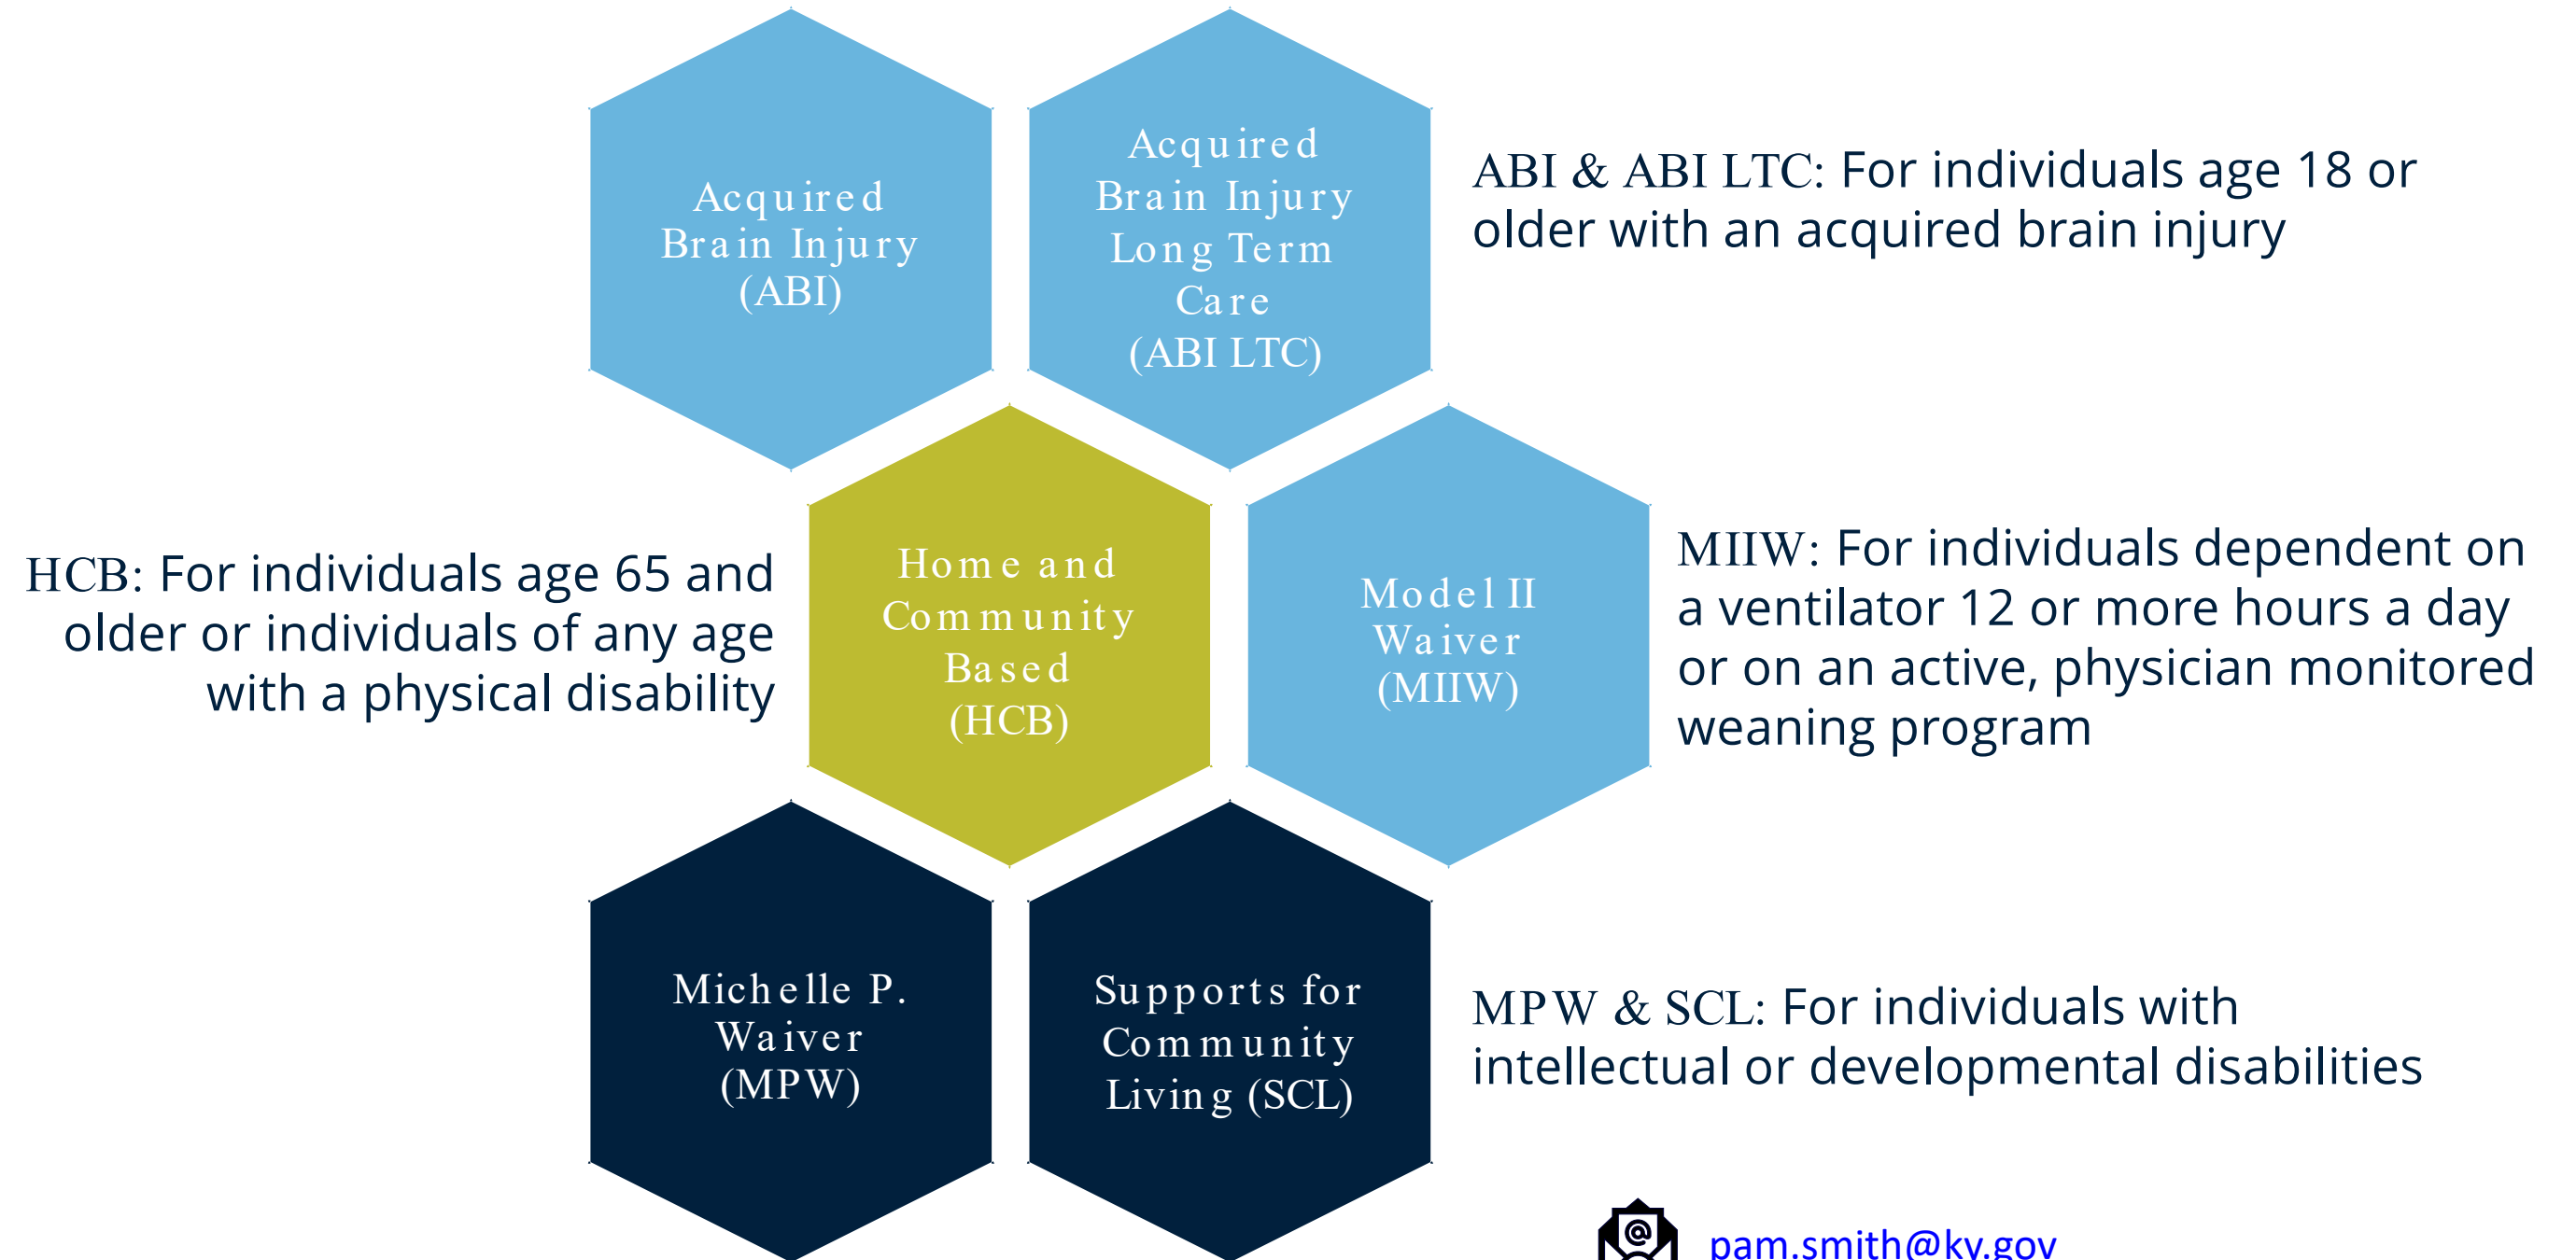 Acquired
Brain Injury
(ABI)
Acquired
Brain Injury
Long Term
Care
(ABI LTC)
ABI & ABI LTC: For individuals age 18 or
older with an acquired brain injury
HCB: For individuals age 65 and
older or individuals of any age
with a physical disability
Home and
Community
Based
(HCB)
Model II
Waiver
(MIIW)
MIIW: For individuals dependent on
a ventilator 12 or more hours a day
or on an active, physician monitored
weaning program
Michelle P.
Waiver
(MPW)
Supports for
Community
Living (SCL)
MPW & SCL: For individuals with
intellectual or developmental disabilities
@
pam.smith@ky.gov